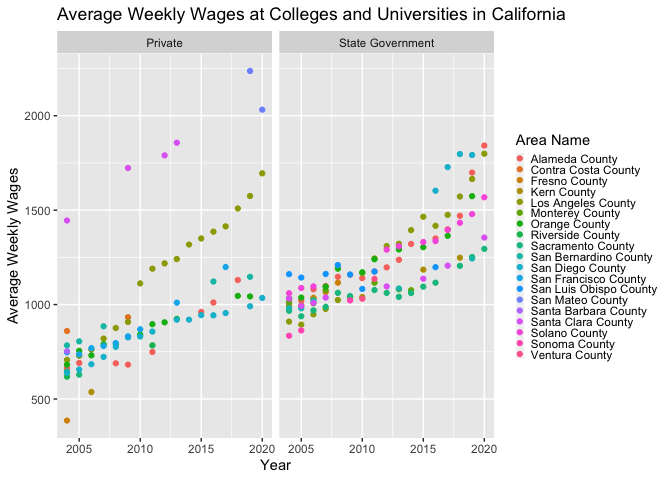 Average Weekly Wages at Colleges and Universities in California
Private
State Government
2000
1500
1000
500
Average Weekly Wages
2005
2010
2015
2020
2005
2010
2015
2020
Year
Area Name
Alameda County
Contra Costa County
Fresno County
Kern County
Los Angeles County
Monterey County
Orange County
Riverside County
Sacramento County
San Bernardino County
San Diego County
San Francisco County
San Luis Obispo County
San Mateo County
Santa Barbara County
Santa Clara County
Solano County
Sonoma County
Ventura County